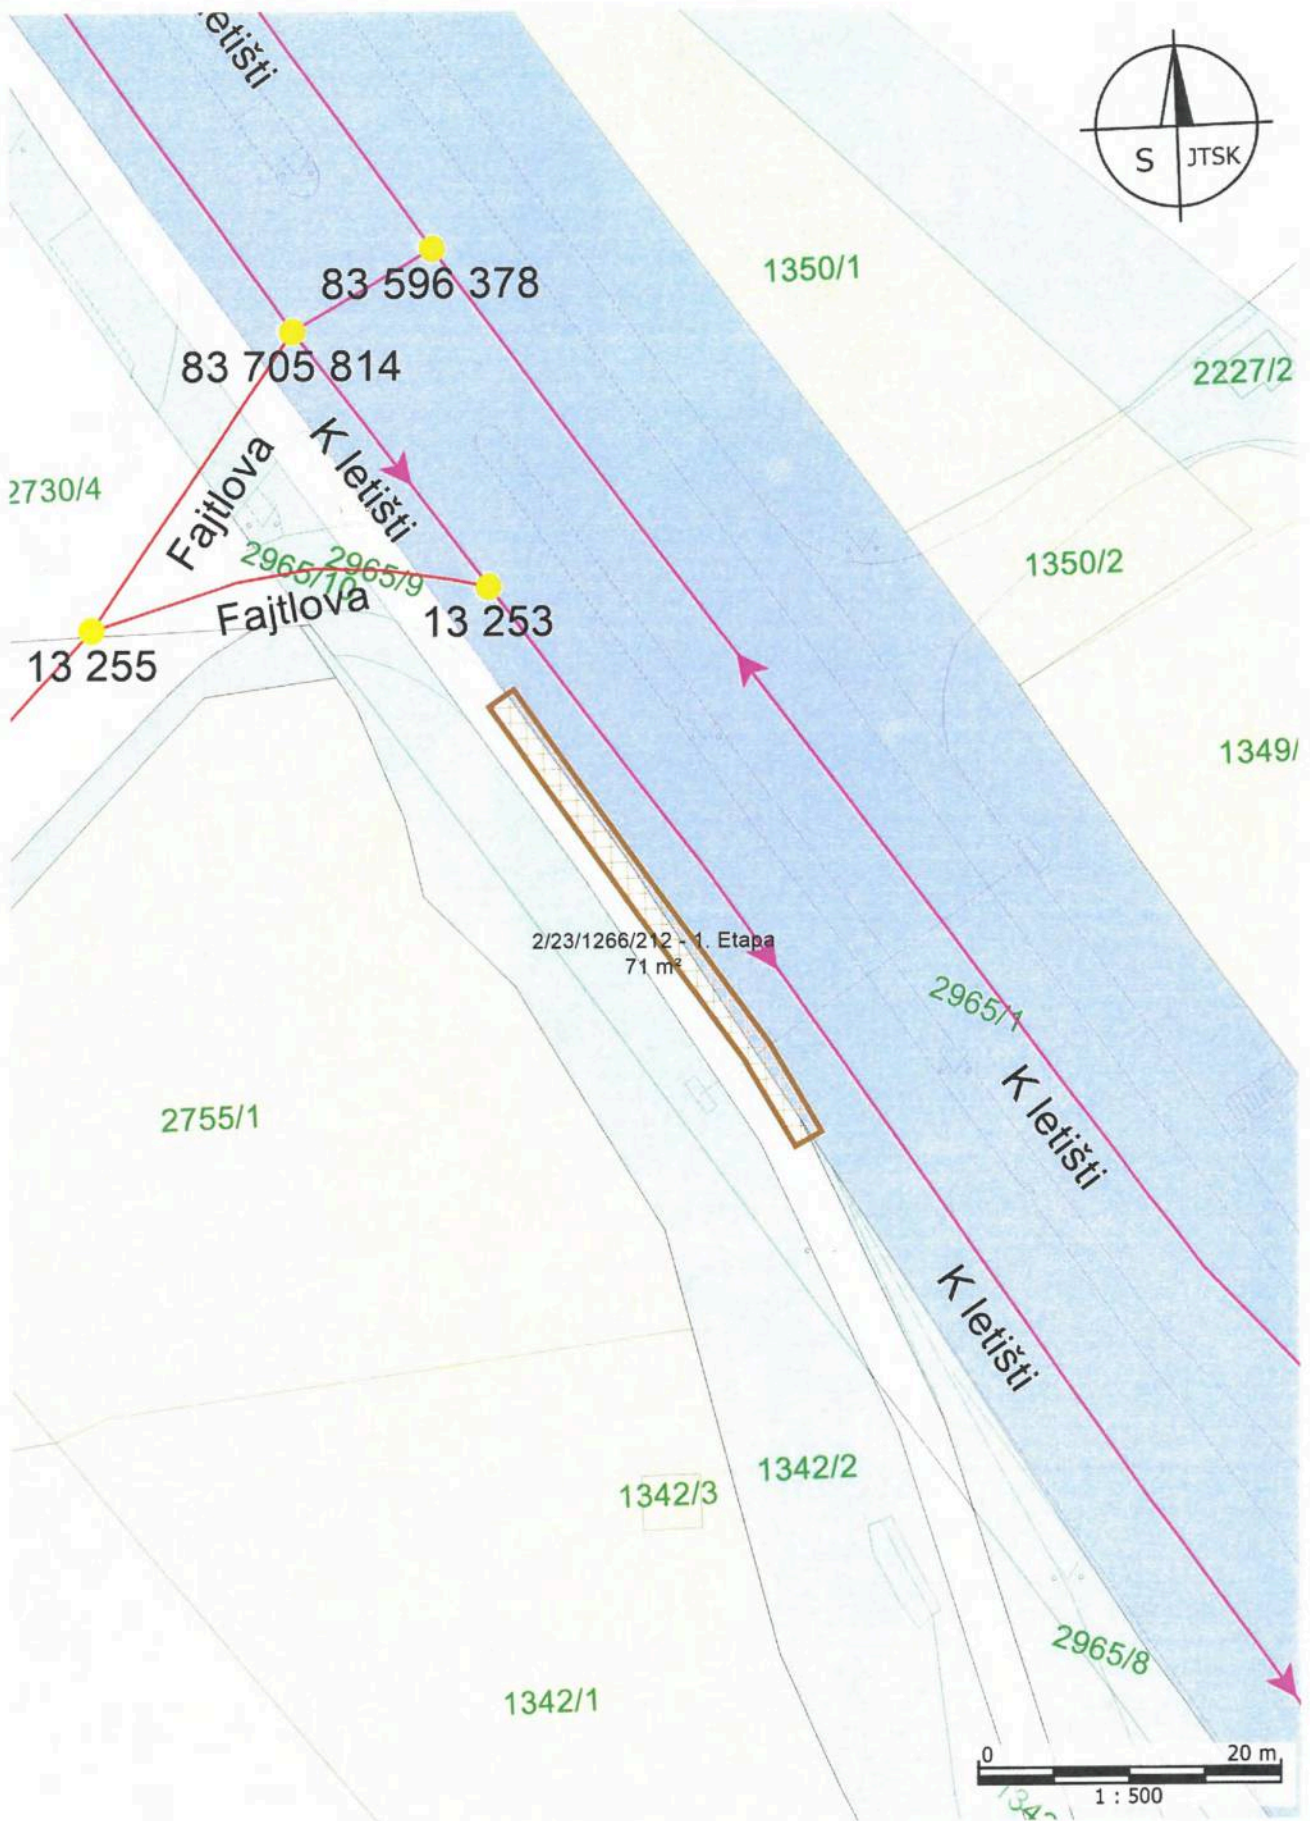 letišti
S JTSK
83 596 378
1350/1
83 705 814
2227/2
K letišti
Fajtlova
2730/4
2965/10
2965/9
1350/2
Fajtlova
13 253
13 255
1349/
2/23/1266/212 - 1. Etapa
71 m²
2965/1
K letišti
2755/1
K letišti
1342/3
1342/2
2965/8
1342/1
0 20 m
1 : 500